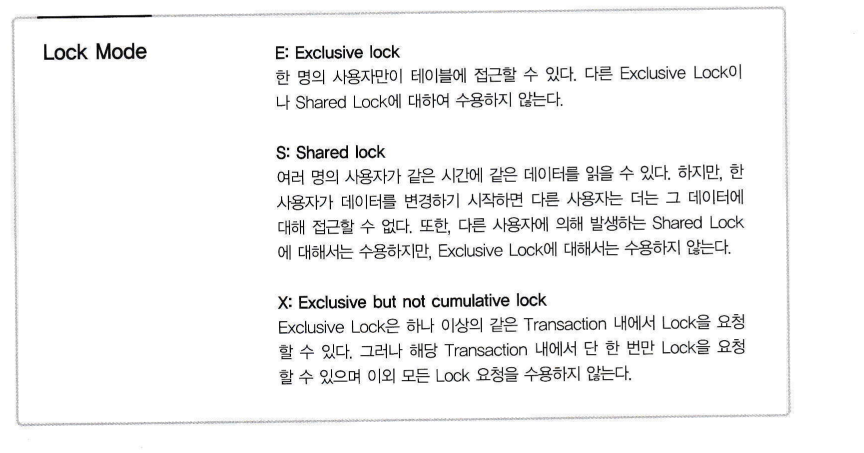 Lock Mode
E: Exclusive lock
한 명의 사용자만이 테이블에 접근할 수 있다. 다른 Exclusive Lock이
나 Shared Lock에 대하여 수용하지 않는다.
S: Shared lock
여러 명의 사용자가 같은 시간에 같은 데이터를 읽을 수 있다. 하지만, 한
사용자가 데이터를 변경하기 시작하면 다른 사용자는 더는 그 데이터에
대해 접근할 수 없다. 또한, 다른 사용자에 의해 발생하는 Shared Lock
에 대해서는 수용하지만, Exclusive Lock에 대해서는 수용하지 않는다.
X: Exclusive but not cumulative lock
Exclusive Lock은 하나 이상의 같은 Transaction 내에서 Lock을 요청
할 수 있다. 그러나 해당 Transaction 내에서 단 한 번만 Lock을 요청
할 수 있으며 이외 모든 Lock 요청을 수용하지 않는다.